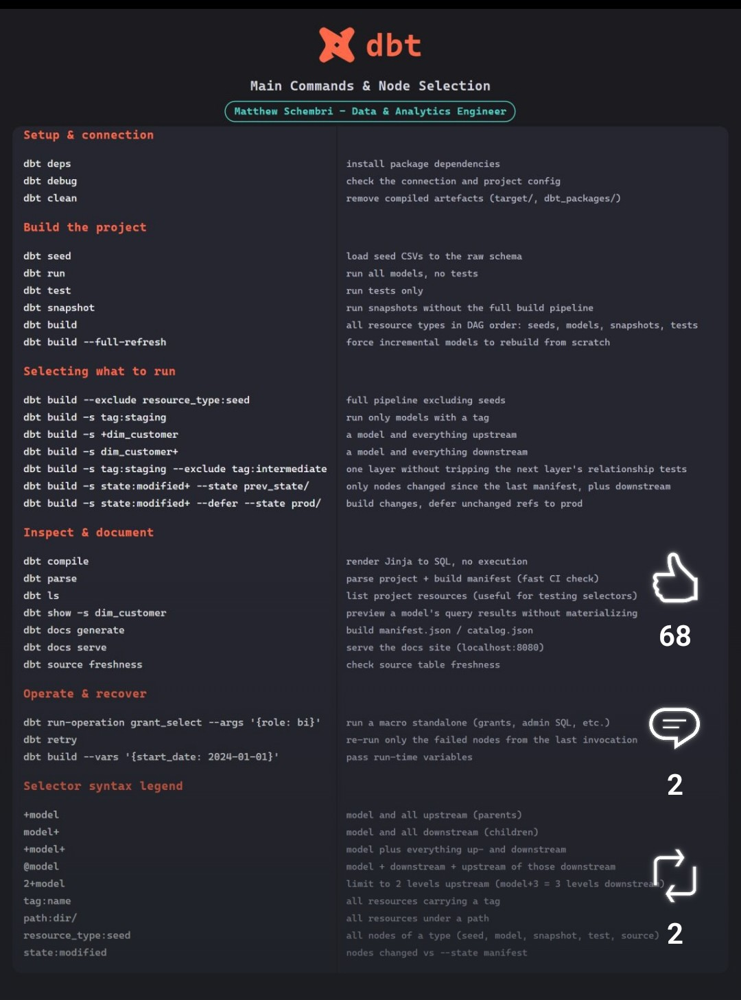 dbt
Main Commands & Node Selection
Matthew Schembri - Data & Analytics Engineer
Setup & connection
dbt deps install package dependencies
dbt debug check the connection and project config
dbt clean remove compiled artefacts (target/, dbt_packages/)
Build the project
dbt seed load seed CSVs to the raw schema
dbt run run all models, no tests
dbt test run tests only
dbt snapshot run snapshots without the full build pipeline
dbt build all resource types in DAG order: seeds, models, snapshots, tests
dbt build --full-refresh force incremental models to rebuild from scratch
Selecting what to run
dbt build --exclude resource_type:seed full pipeline excluding seeds
dbt build -s tag:staging run only models with a tag
dbt build -s +dim_customer a model and everything upstream
dbt build -s dim_customer+ a model and everything downstream
dbt build -s tag:staging --exclude tag:intermediate one layer without tripping the next layer's relationship tests
dbt build -s state:modified+ --state prev_state/ only nodes changed since the last manifest, plus downstream
dbt build -s state:modified+ --defer --state prod/ build changes, defer unchanged refs to prod
Inspect & document
dbt compile render Jinja to SQL, no execution
dbt parse parse project + build manifest (fast CI check)
dbt ls list project resources (useful for testing selectors)
dbt show -s dim_customer preview a model's query results without materializing
dbt docs generate build manifest.json / catalog.json
68
dbt docs serve serve the docs site (localhost:8080)
dbt source freshness check source table freshness
Operate & recover
dbt run-operation grant_select --args '{role: bi}' run a macro standalone (grants, admin SQL, etc.)
dbt retry re-run only the failed nodes from the last invocation
dbt build --vars '{start_date: 2024-01-01}' pass run-time variables
Selector syntax legend
2
+model model and all upstream (parents)
model+ model and all downstream (children)
+model+ model plus everything up- and downstream
@model model + downstream + upstream of those downstream
2+model limit to 2 levels upstream (model+3 = 3 levels downstream)
tag:name all resources carrying a tag
path:dir/ all resources under a path
resource_type:seed all nodes of a type (seed, model, snapshot, test, source)
2
state:modified nodes changed vs --state manifest